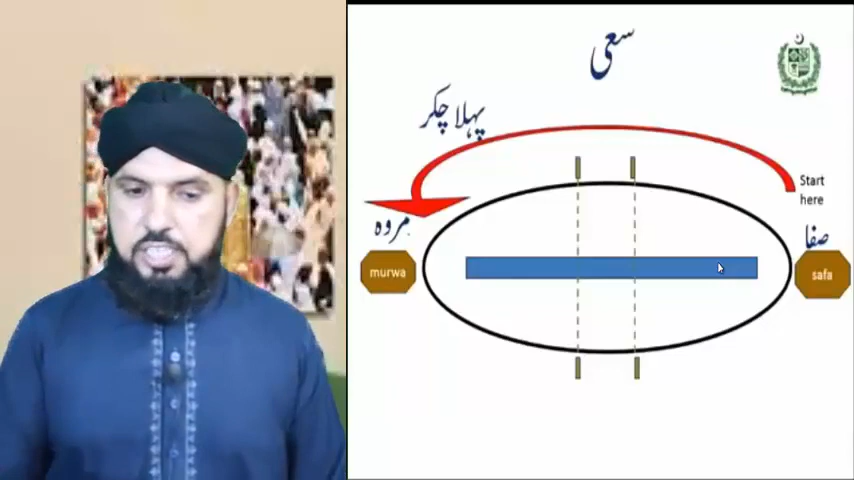 سعی
پہلا چکر
Start
here
مروہ
صفا
murwa
safa